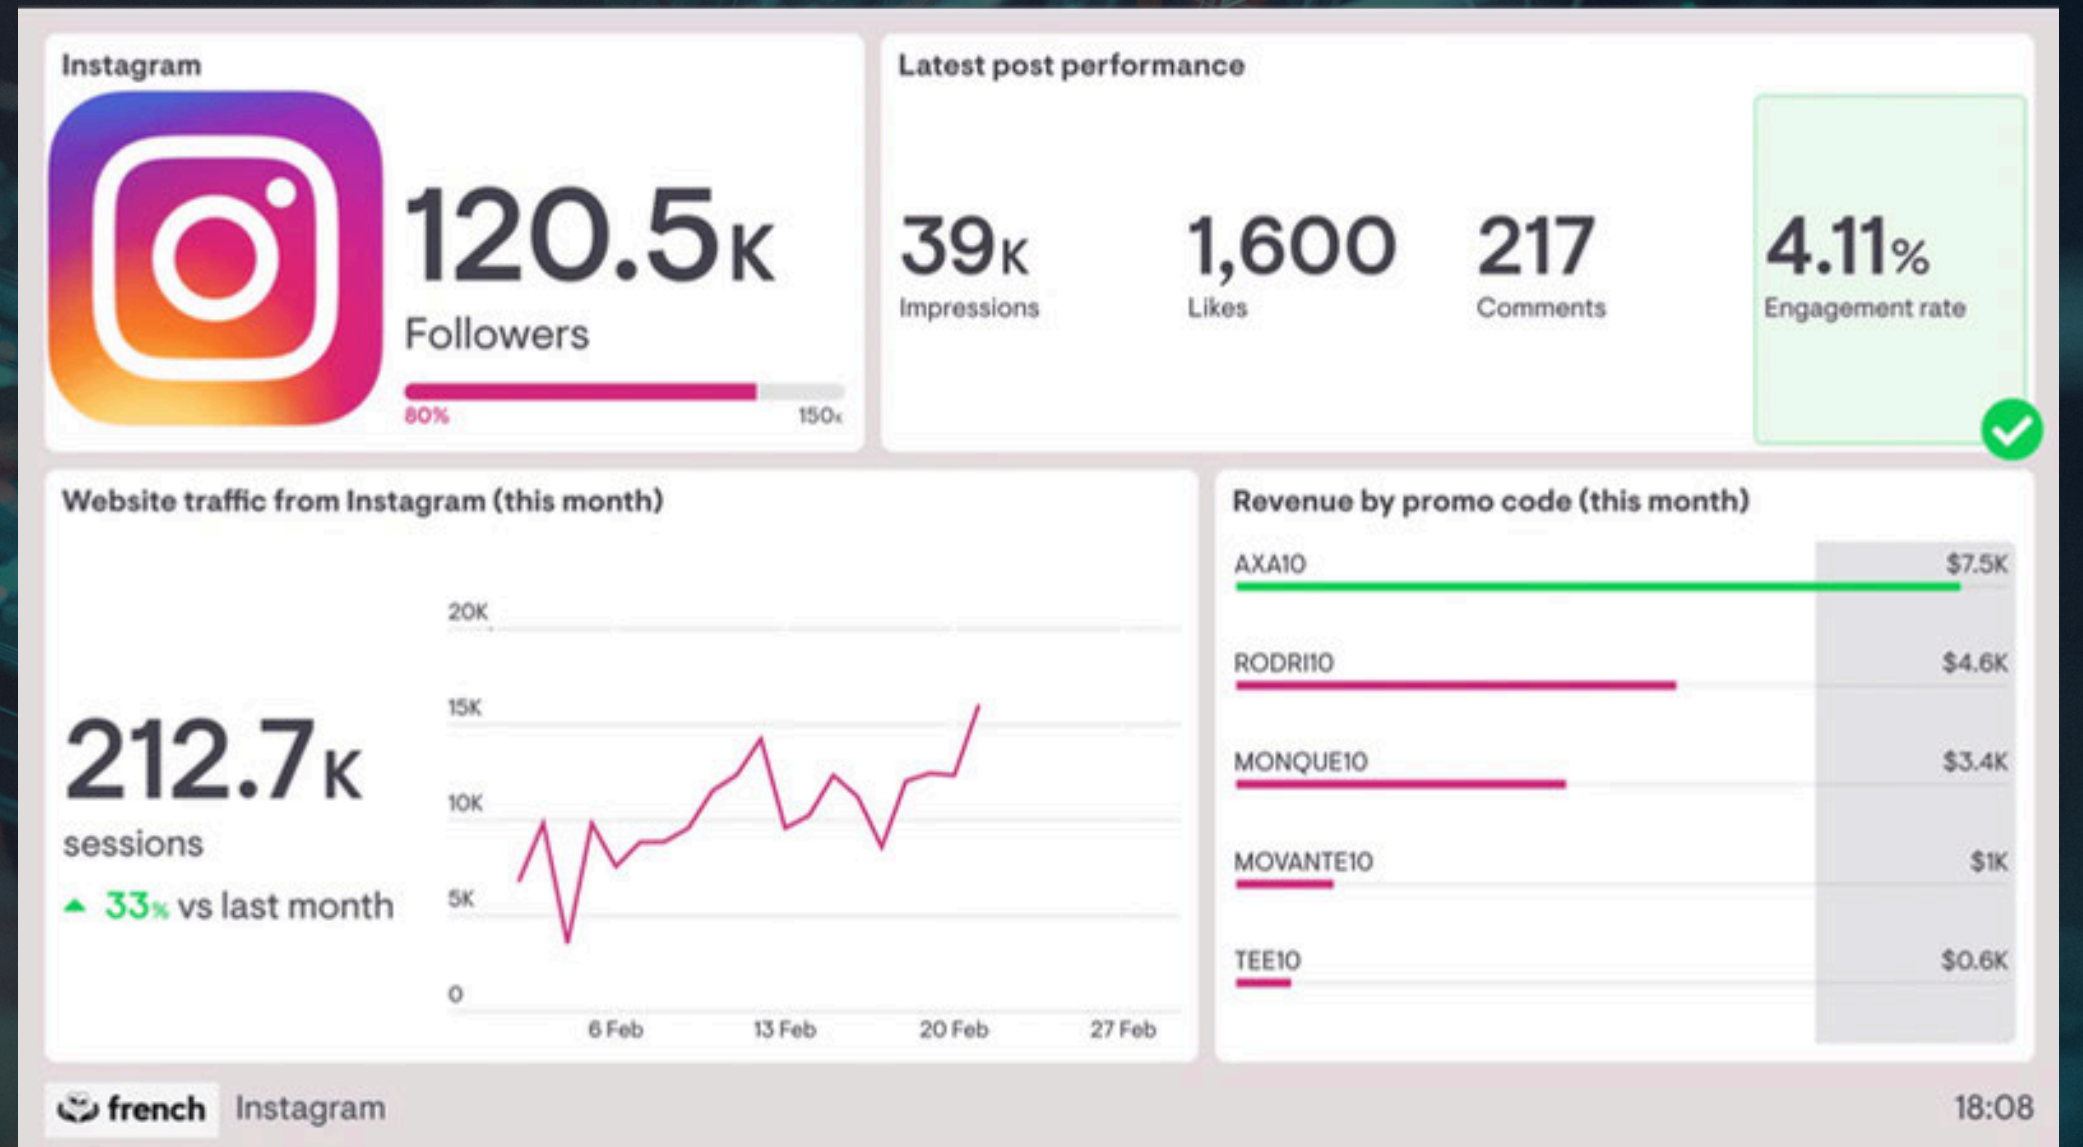 Instagram
120.5K
Followers
80%
150K
Latest post performance
39K
Impressions
1,600
Likes
217
Comments
4.11%
Engagement rate
Website traffic from Instagram (this month)
212.7K
sessions
33% vs last month
20K
15K
10K
5K
0
6 Feb
13 Feb
20 Feb
27 Feb
Revenue by promo code (this month)
AXA10 $7.5K
RODRI10 $4.6K
MONQUE10 $3.4K
MOVANTE10 $1K
TEE10 $0.6K
french Instagram
18:08